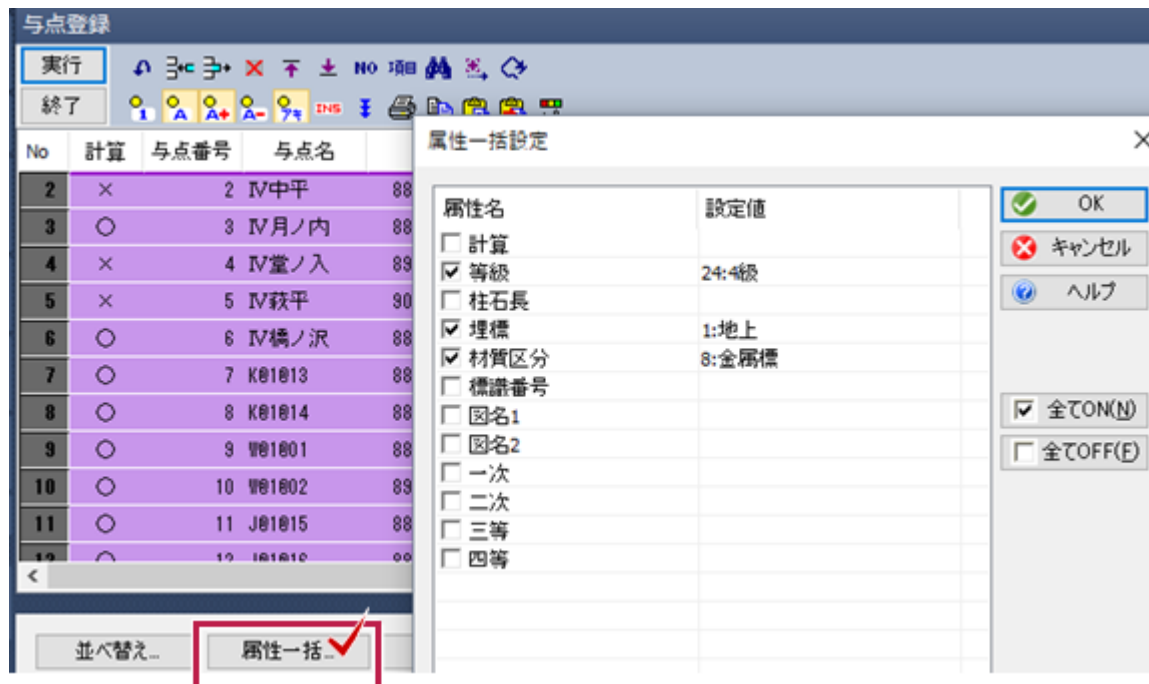 与点登録
実行
NO 項目
終了
1 A A+ A- アキ INS
No 計算 与点番号 与点名
2 × 2 Ⅳ中平 88
3 ○ 3 Ⅳ月ノ内 88
4 × 4 Ⅳ堂ノ入 89
5 × 5 Ⅳ萩平 90
6 ○ 6 Ⅳ橋ノ沢 88
7 ○ 7 K01013 88
8 ○ 8 K01014 88
9 ○ 9 W01001 88
10 ○ 10 W01002 89
11 ○ 11 J01015 88
並べ替え...
属性一括...
属性一括設定
属性名 設定値
計算
等級 24:4級
柱石長
埋標 1:地上
材質区分 8:金属標
標識番号
図名1
図名2
一次
二次
三等
四等
OK
キャンセル
ヘルプ
全てON(N)
全てOFF(F)